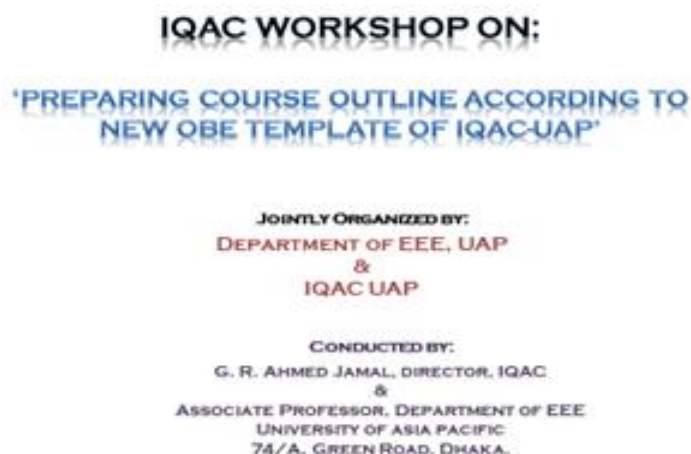 IQAC WORKSHOP ON:
'PREPARING COURSE OUTLINE ACCORDING TO
NEW OBE TEMPLATE OF IQAC-UAP'
JOINTLY ORGANIZED BY:
DEPARTMENT OF EEE, UAP
&
IQAC UAP
CONDUCTED BY:
G. R. AHMED JAMAL, DIRECTOR, IQAC
&
ASSOCIATE PROFESSOR, DEPARTMENT OF EEE
UNIVERSITY OF ASIA PACIFIC
74/A, GREEN ROAD, DHAKA.